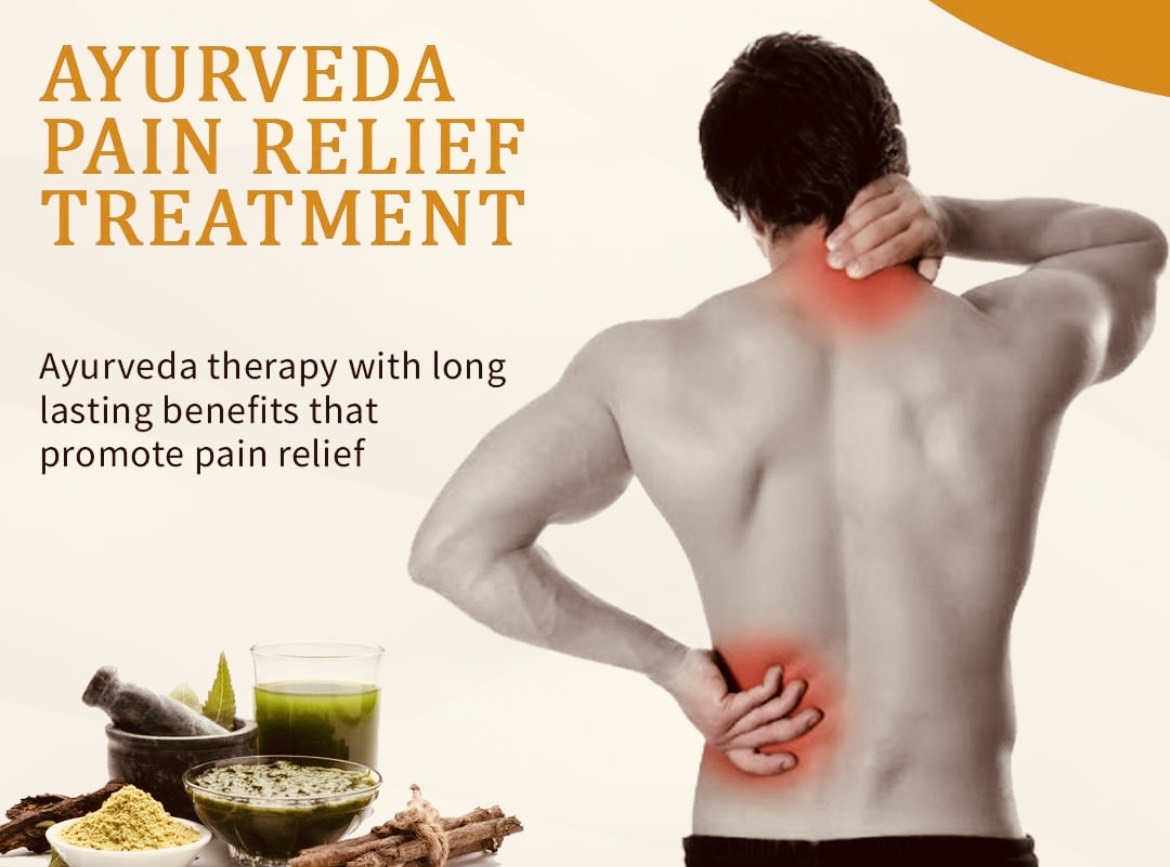 AYURVEDA
PAIN RELIEF
TREATMENT
Ayurveda therapy with long
lasting benefits that
promote pain relief